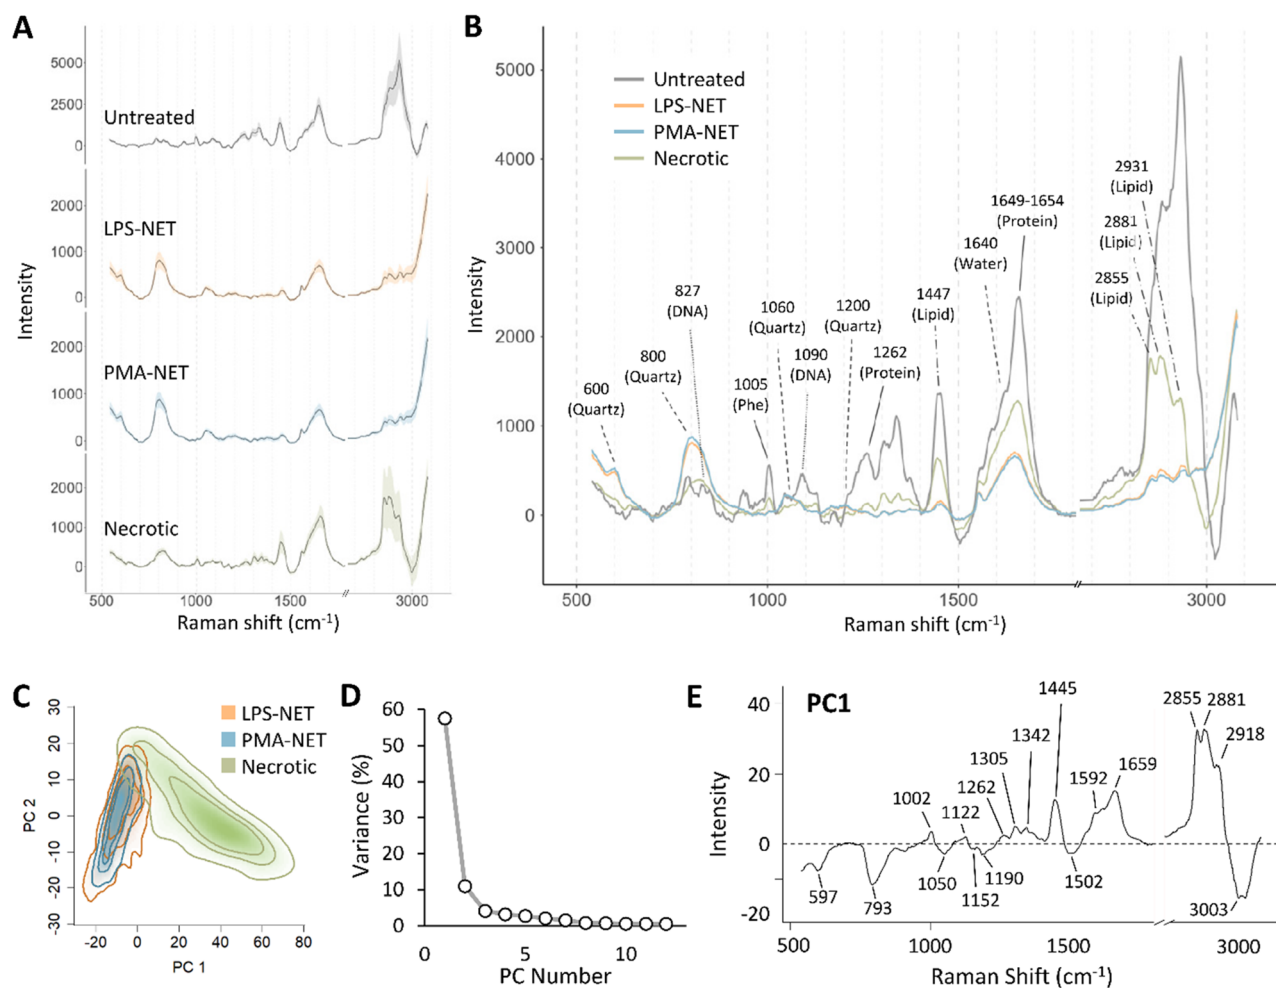 A
Intensity
5000
2500
0
Untreated
2000
1000
0
LPS-NET
2000
1000
0
PMA-NET
2000
1000
0
Necrotic
500
1000
1500
//
3000
Raman shift (cm-1)
B
Intensity
5000
4000
3000
2000
1000
0
Untreated
LPS-NET
PMA-NET
Necrotic
600
(Quartz)
800
(Quartz)
827
(DNA)
1005
(Phe)
1060
(Quartz)
1090
(DNA)
1200
(Quartz)
1262
(Protein)
1447
(Lipid)
1640
(Water)
1649-1654
(Protein)
2855
(Lipid)
2881
(Lipid)
2931
(Lipid)
500
1000
1500
//
3000
Raman shift (cm-1)
C
PC 2
30
20
10
0
-10
-20
-30
LPS-NET
PMA-NET
Necrotic
-20
0
20
40
60
80
PC 1
D
Variance (%)
60
50
40
30
20
10
0
0
5
10
PC Number
E
PC1
Intensity
40
20
0
-20
597
793
1002
1050
1122
1152
1190
1262
1305
1342
1445
1502
1592
1659
2855
2881
2918
3003
500
1000
1500
//
3000
Raman Shift (cm-1)